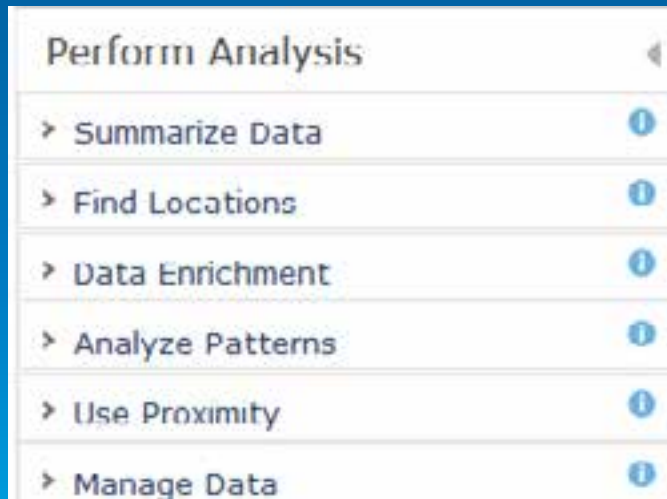 Perform Analysis
Summarize Data
Find Locations
Data Enrichment
Analyze Patterns
Use Proximity
Manage Data